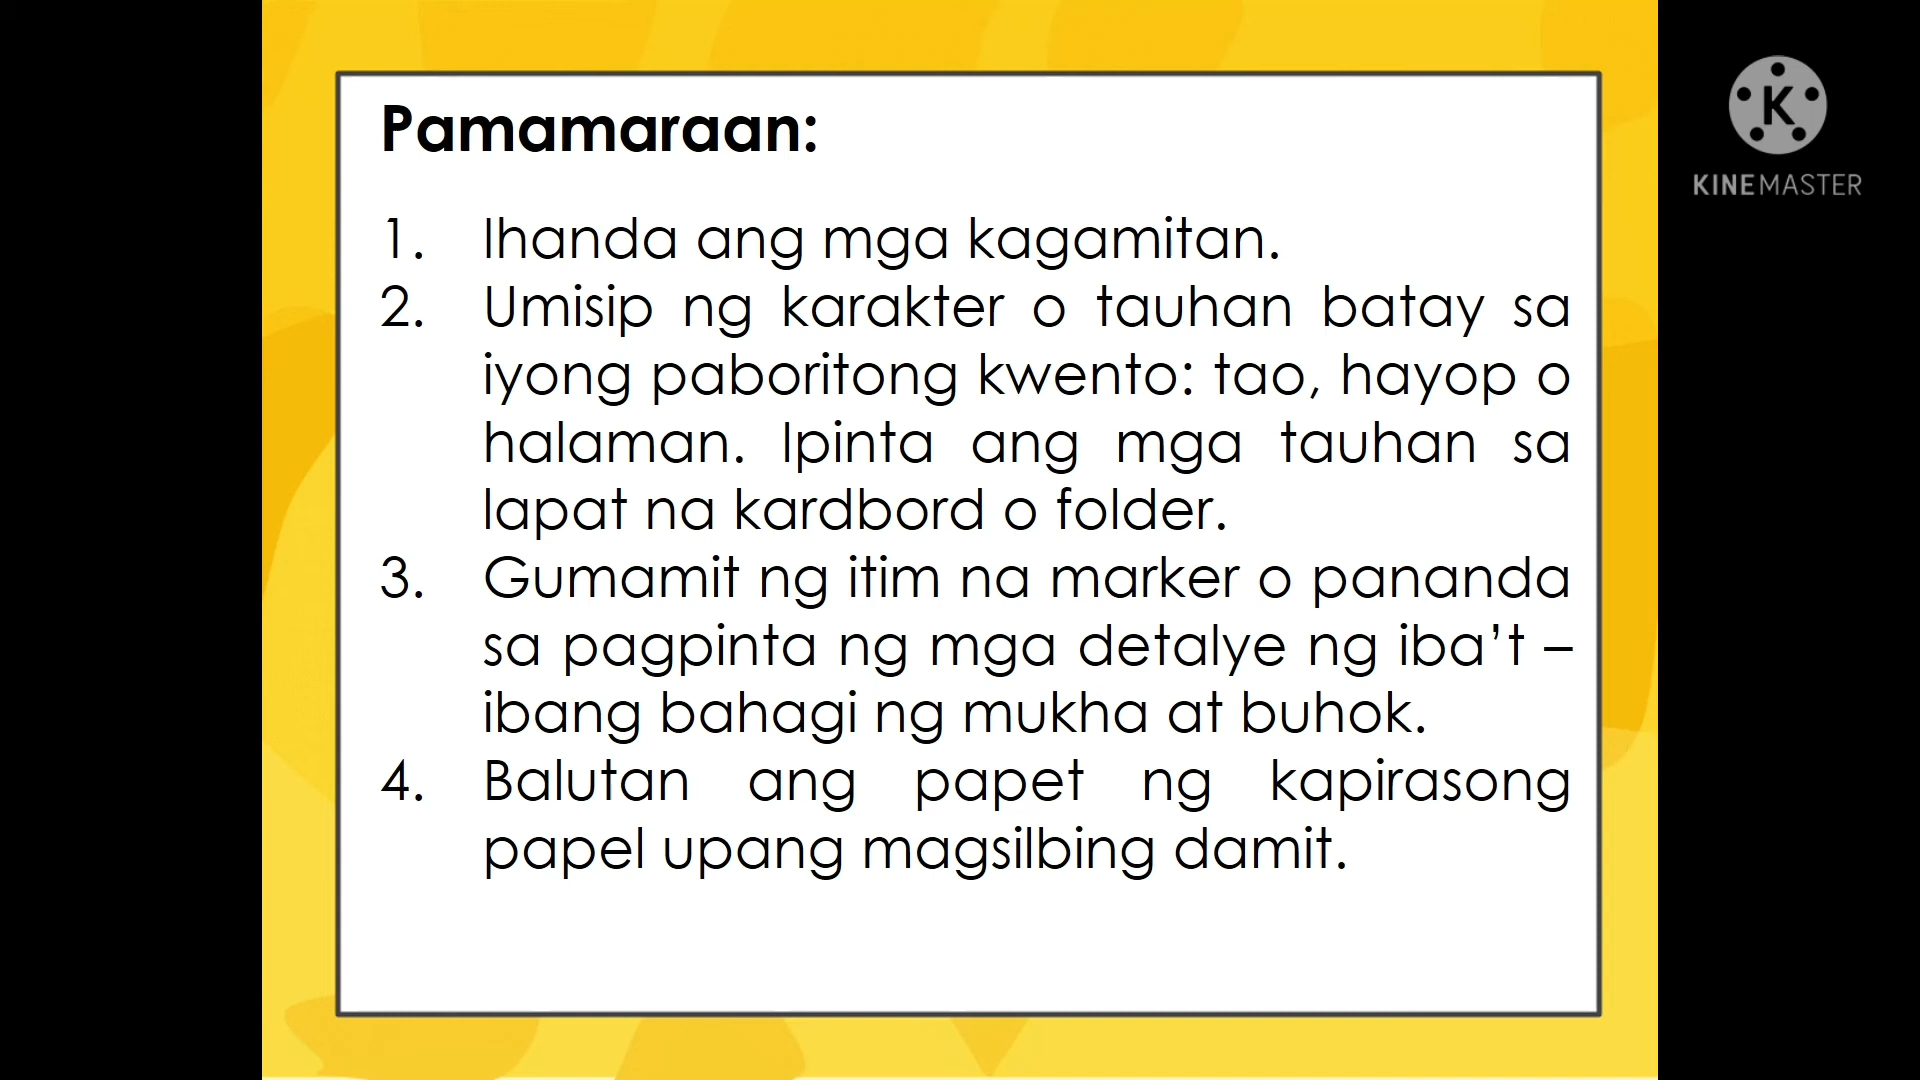 Pamamaraan:
1. Ihanda ang mga kagamitan.
2. Umisip ng karakter o tauhan batay sa
iyong paboritong kwento: tao, hayop o
halaman. Ipinta ang mga tauhan sa
lapat na kardbord o folder.
3. Gumamit ng itim na marker o pananda
sa pagpinta ng mga detalye ng iba't –
ibang bahagi ng mukha at buhok.
4. Balutan ang papet ng kapirasong
papel upang magsilbing damit.
K
KINEMASTER